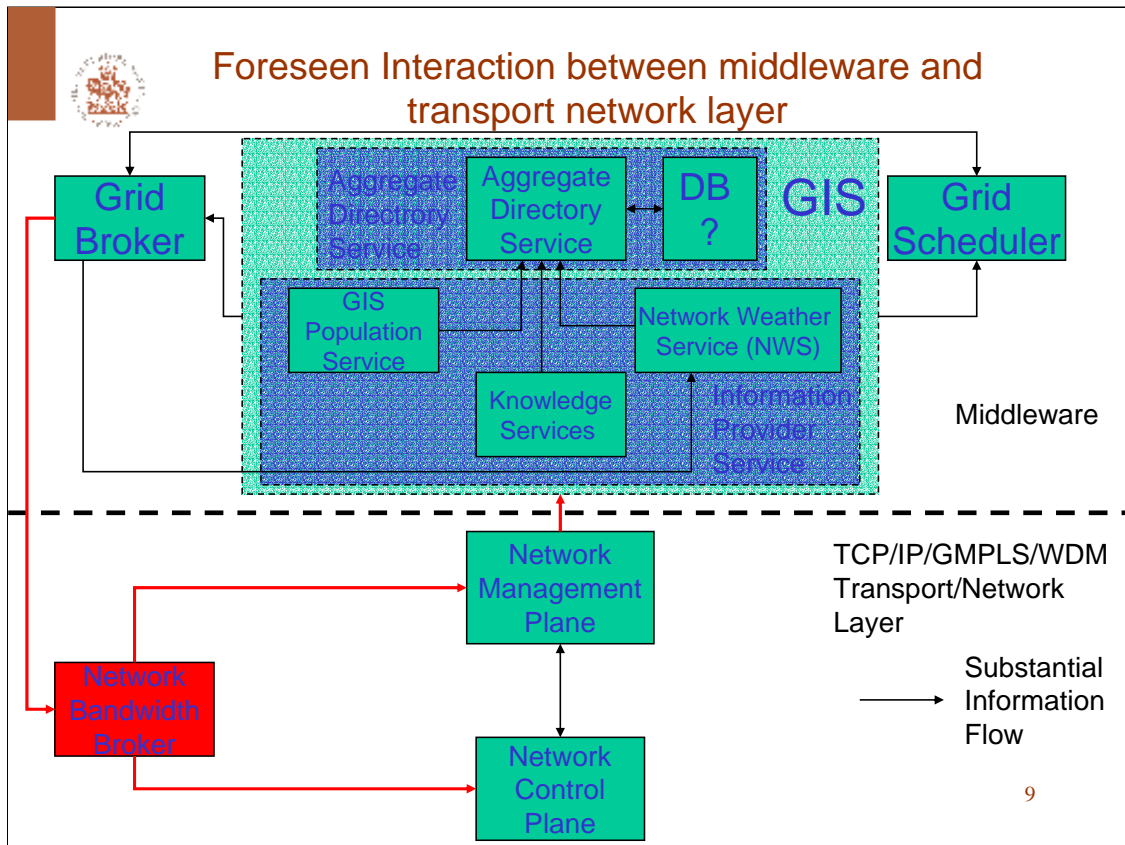 Foreseen Interaction between middleware and
transport network layer
Grid
Broker
Aggregate
Directrory
Service
Aggregate
Directory
Service
DB
?
GIS
Grid
Scheduler
GIS
Population
Service
Network Weather
Service (NWS)
Knowledge
Services
Information
Provider
Service
Middleware
Network
Management
Plane
TCP/IP/GMPLS/WDM
Transport/Network
Layer
Network
Bandwidth
Broker
Substantial
Information
Flow
Network
Control
Plane
9